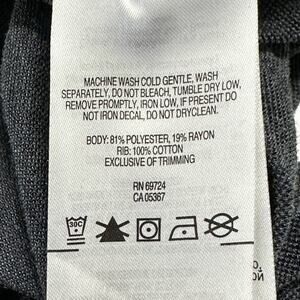 MACHINE WASH COLD GENTLE, WASH
SEPARATELY, DO NOT BLEACH, TUMBLE DRY LOW,
REMOVE PROMPTLY, IRON LOW, IF PRESENT DO
NOT IRON DECAL, DO NOT DRYCLEAN.
BODY: 81% POLYESTER, 19% RAYON
RIB: 100% COTTON
EXCLUSIVE OF TRIMMING
RN 69724
CA 05367
30C